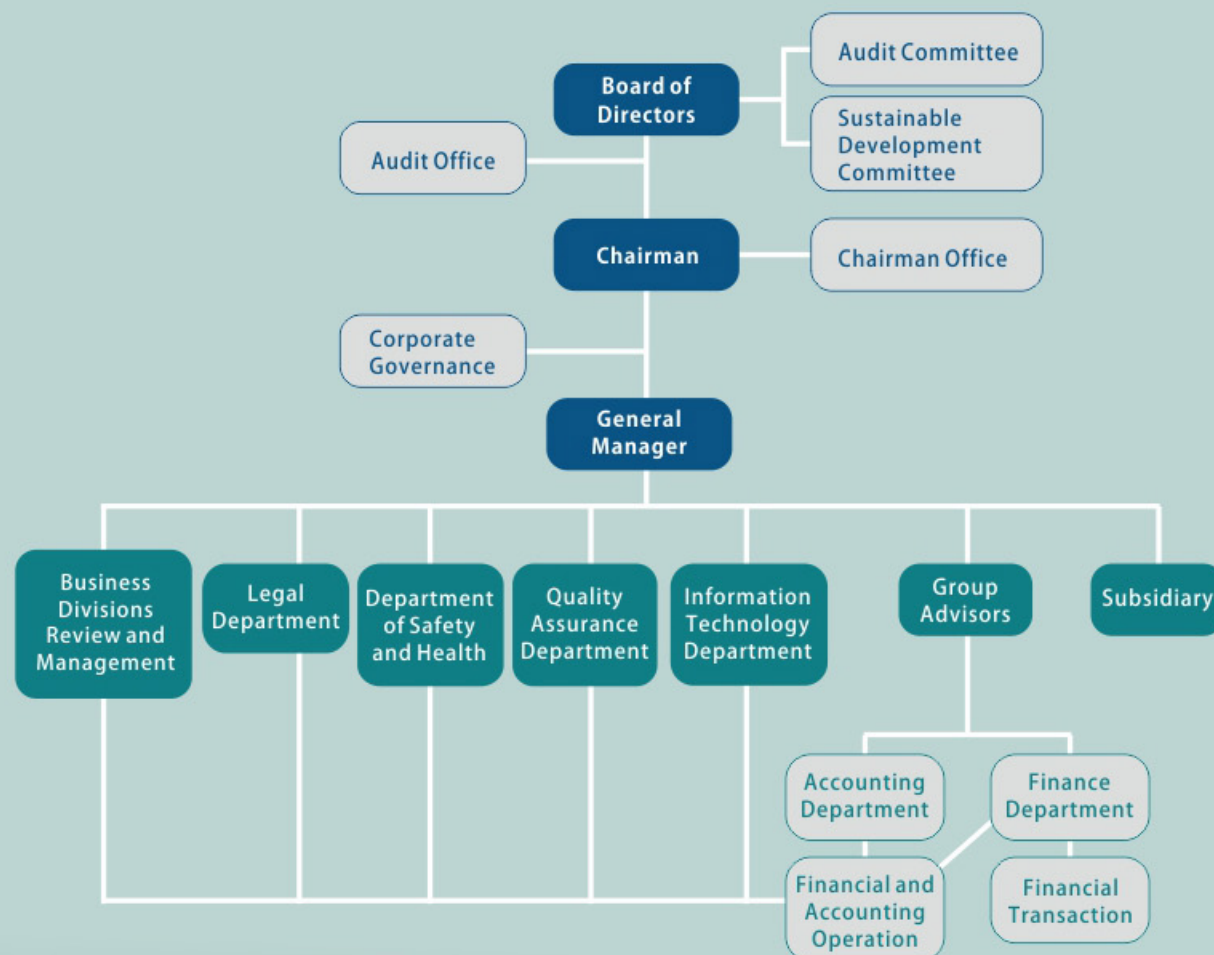 Audit Committee
Board of
Directors
Sustainable
Development
Committee
Audit Office
Chairman
Chairman Office
Corporate
Governance
General
Manager
Business
Divisions
Review and
Management
Legal
Department
Department
of Safety
and Health
Quality
Assurance
Department
Information
Technology
Department
Group
Advisors
Subsidiary
Accounting
Department
Finance
Department
Financial and
Accounting
Operation
Financial
Transaction